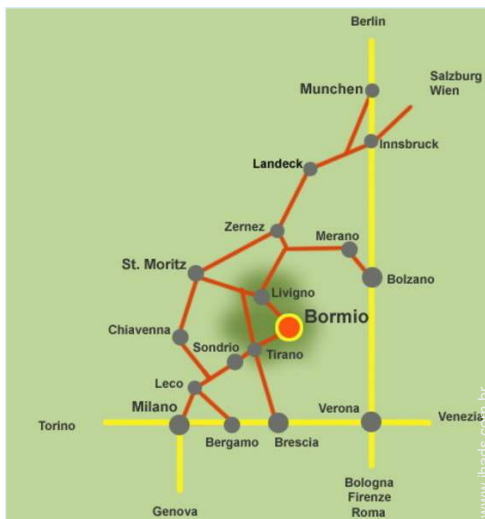 Berlin
Munchen
Salzburg
Wien
Innsbruck
Landeck
Zernez
Merano
St. Moritz
Bolzano
Livigno
Bormio
Chiavenna
Sondrio
Tirano
Leco
Milano
Verona
Venezia
Torino
Bergamo
Brescia
Bologna
Firenze
Roma
Genova